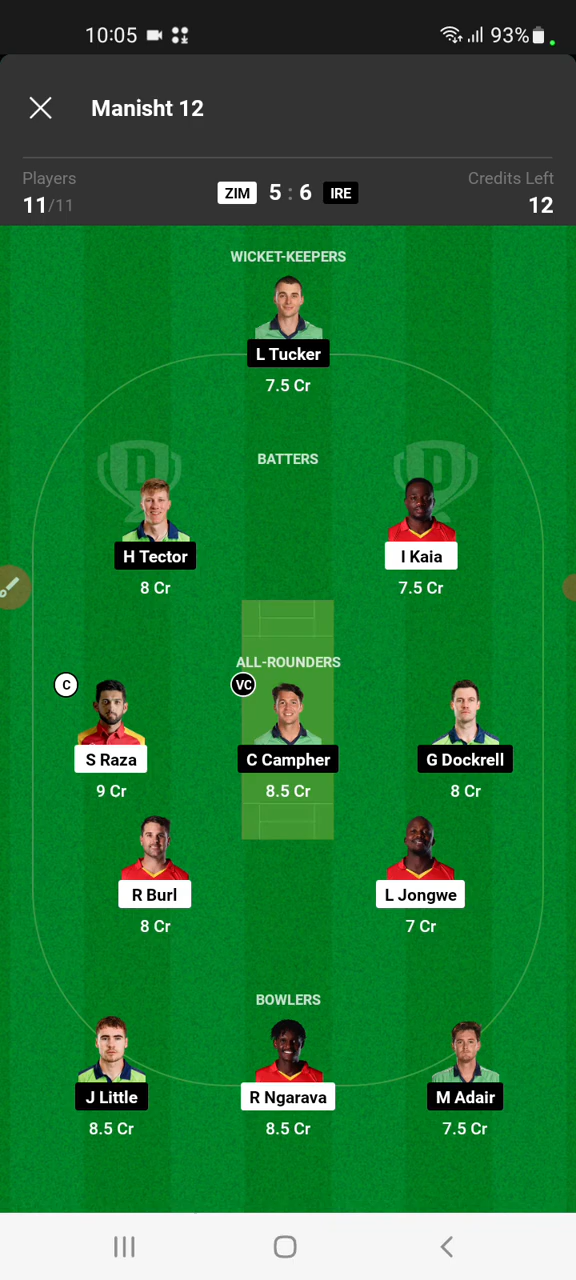 10:05
93%
Manisht 12
Players
Credits Left
11/11
ZIM 5 : 6 IRE
12
WICKET-KEEPERS
L Tucker
7.5 Cr
BATTERS
H Tector
I Kaia
8 Cr
7.5 Cr
ALL-ROUNDERS
C
VC
S Raza
C Campher
G Dockrell
9 Cr
8.5 Cr
8 Cr
R Burl
L Jongwe
8 Cr
7 Cr
BOWLERS
J Little
R Ngarava
M Adair
8.5 Cr
8.5 Cr
7.5 Cr